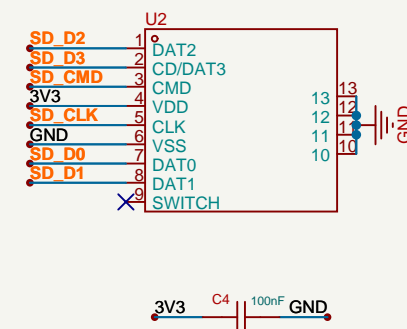 U2
SD_D2 1 DAT2
SD_D3 2 CD/DAT3
SD_CMD 3 CMD
3V3 4 VDD
SD_CLK 5 CLK
GND 6 VSS
SD_D0 7 DAT0
SD_D1 8 DAT1
9 SWITCH
13 13
12 12
11 11
10 10
GND
3V3 C4 100nF GND